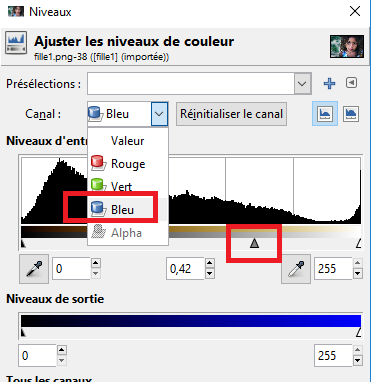 Niveaux
Ajuster les niveaux de couleur
fille1.png-38 ([fille1] (importée))
Présélections :
Canal : Bleu Réinitialiser le canal
Valeur
Rouge
Niveaux d'entr
Vert
Bleu
Alpha
0 0,42 255
Niveaux de sortie
0 255
Tous les canaux